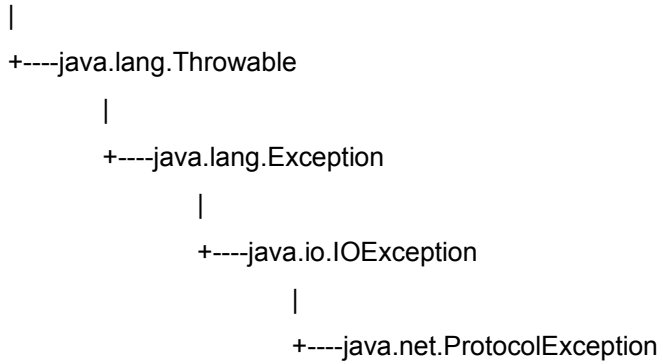 |
+----java.lang.Throwable
|
+----java.lang.Exception
|
+----java.io.IOException
|
+----java.net.ProtocolException